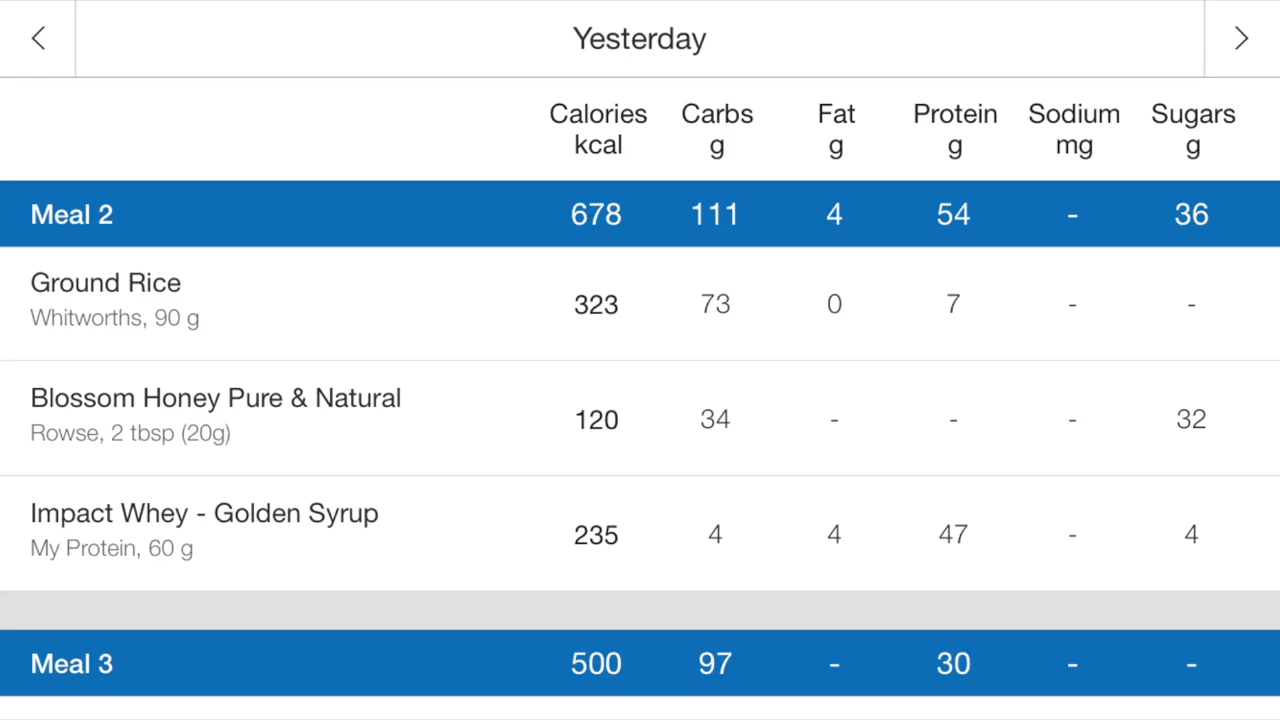 Yesterday
Calories Carbs Fat Protein Sodium Sugars
kcal g g g mg g
Meal 2 678 111 4 54 - 36
Ground Rice
Whitworths, 90 g
323 73 0 7 - -
Blossom Honey Pure & Natural
Rowse, 2 tbsp (20g)
120 34 - - - 32
Impact Whey - Golden Syrup
My Protein, 60 g
235 4 4 47 - 4
Meal 3 500 97 - 30 - -